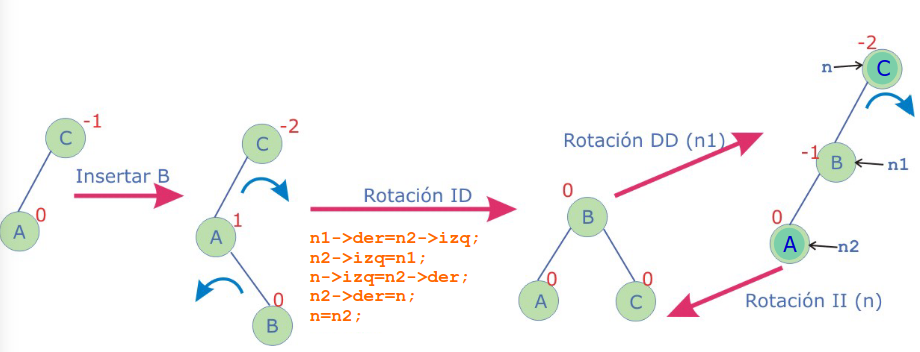 -1
C
A
0
Insertar B
-2
C
1
A
0
B
Rotación ID
n1->der=n2->izq;
n2->izq=n1;
n->izq=n2->der;
n2->der=n;
n=n2;
0
B
0
A
0
C
Rotación DD (n1)
-2
n
C
-1
B
n1
0
A
n2
Rotación II (n)